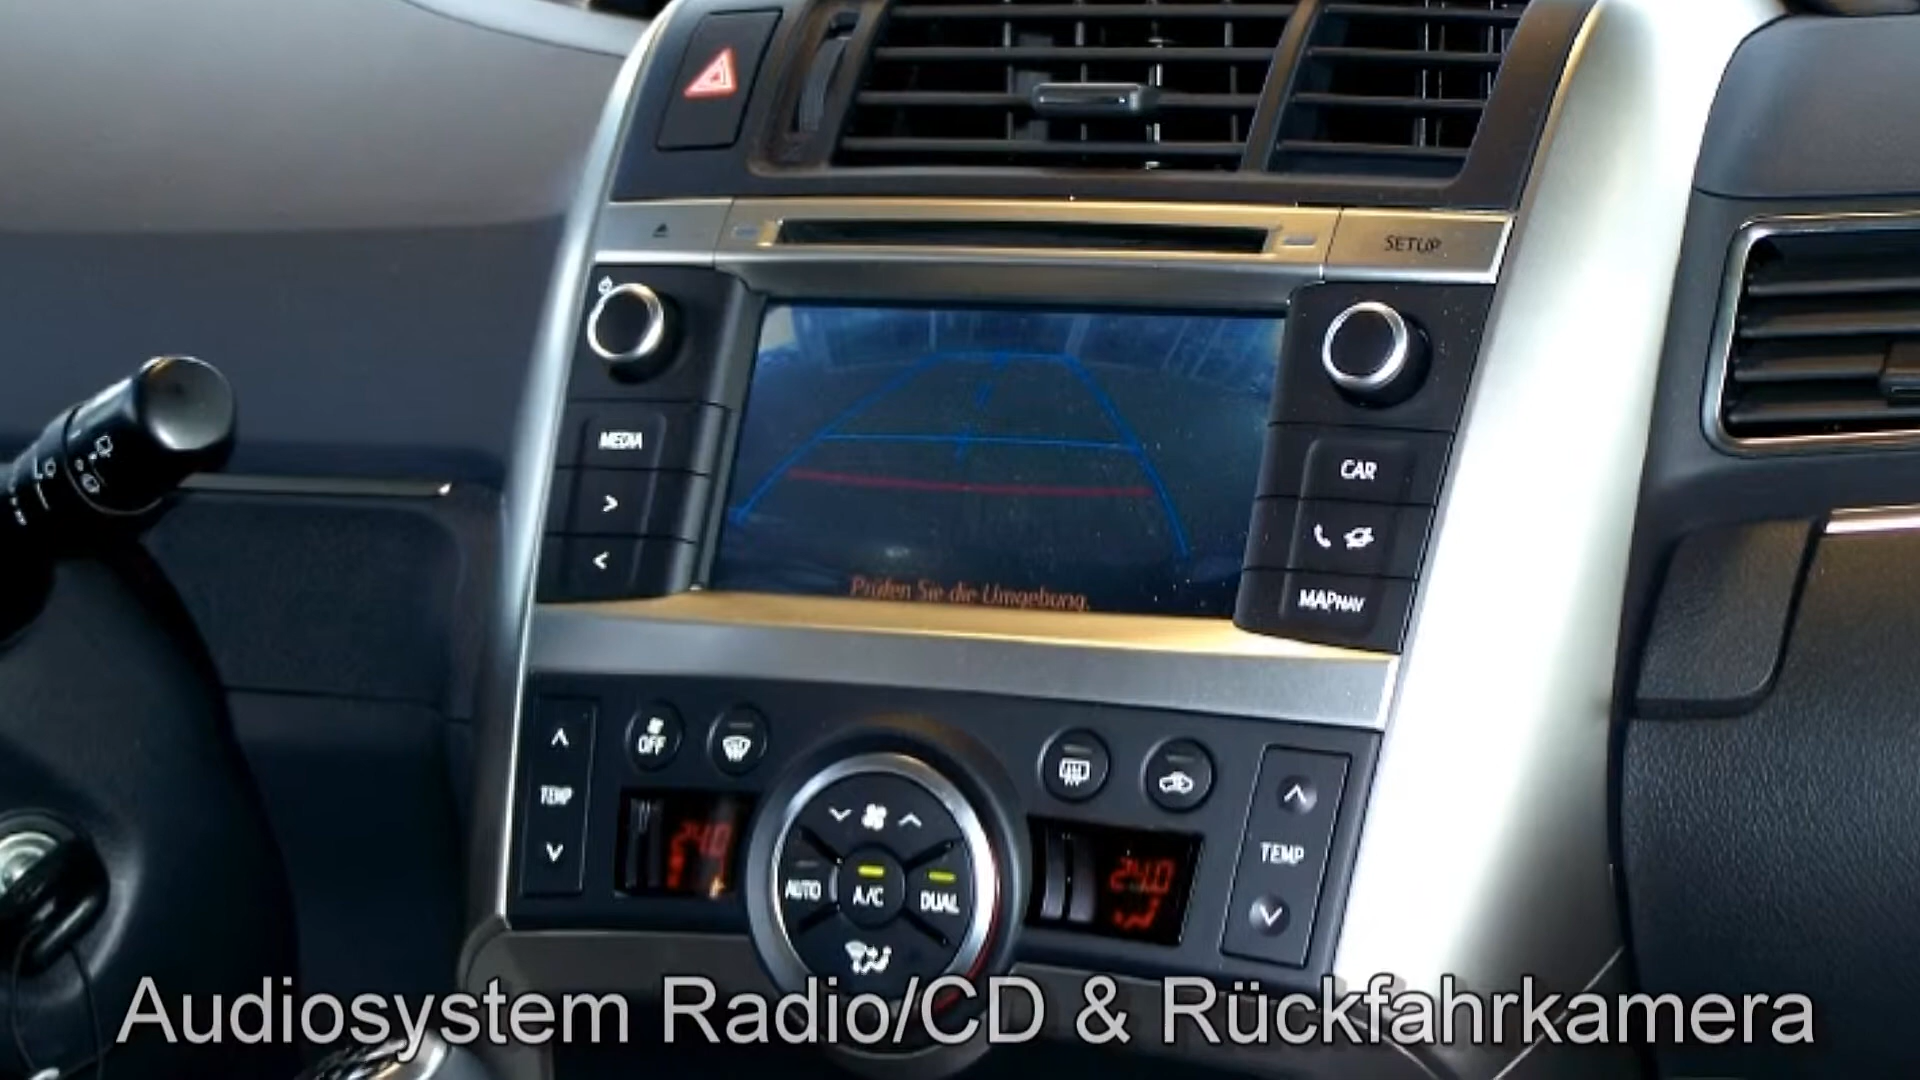 SETUP
MEDIA
>
<
CAR
MAPNAV
Prüfen Sie die Umgebung.
OFF
TEMP
24.0
AUTO
A/C
DUAL
24.0
TEMP
Audiosystem Radio/CD & Rückfahrkamera